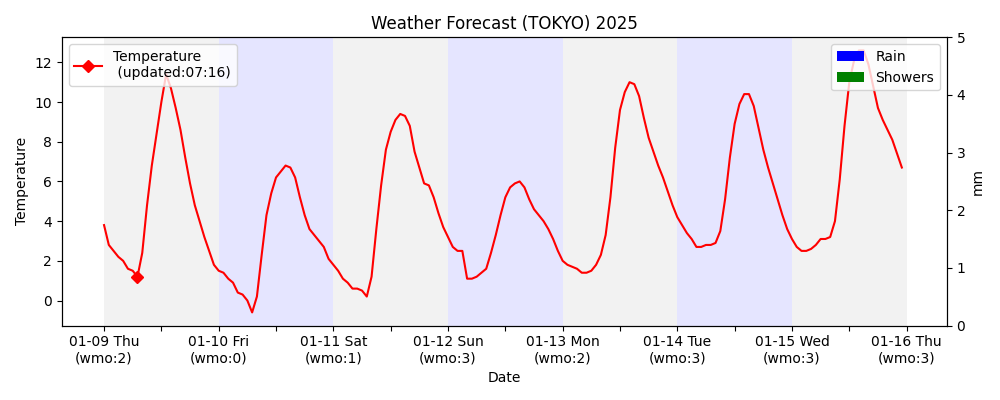 Weather Forecast (TOKYO) 2025
Temperature
(updated:07:16)
Rain
Showers
Temperature
12
10
8
6
4
2
0
5
4
3
2
1
0
mm
01-09 Thu
(wmo:2)
01-10 Fri
(wmo:0)
01-11 Sat
(wmo:1)
01-12 Sun
(wmo:3)
01-13 Mon
(wmo:2)
01-14 Tue
(wmo:3)
01-15 Wed
(wmo:3)
01-16 Thu
(wmo:3)
Date